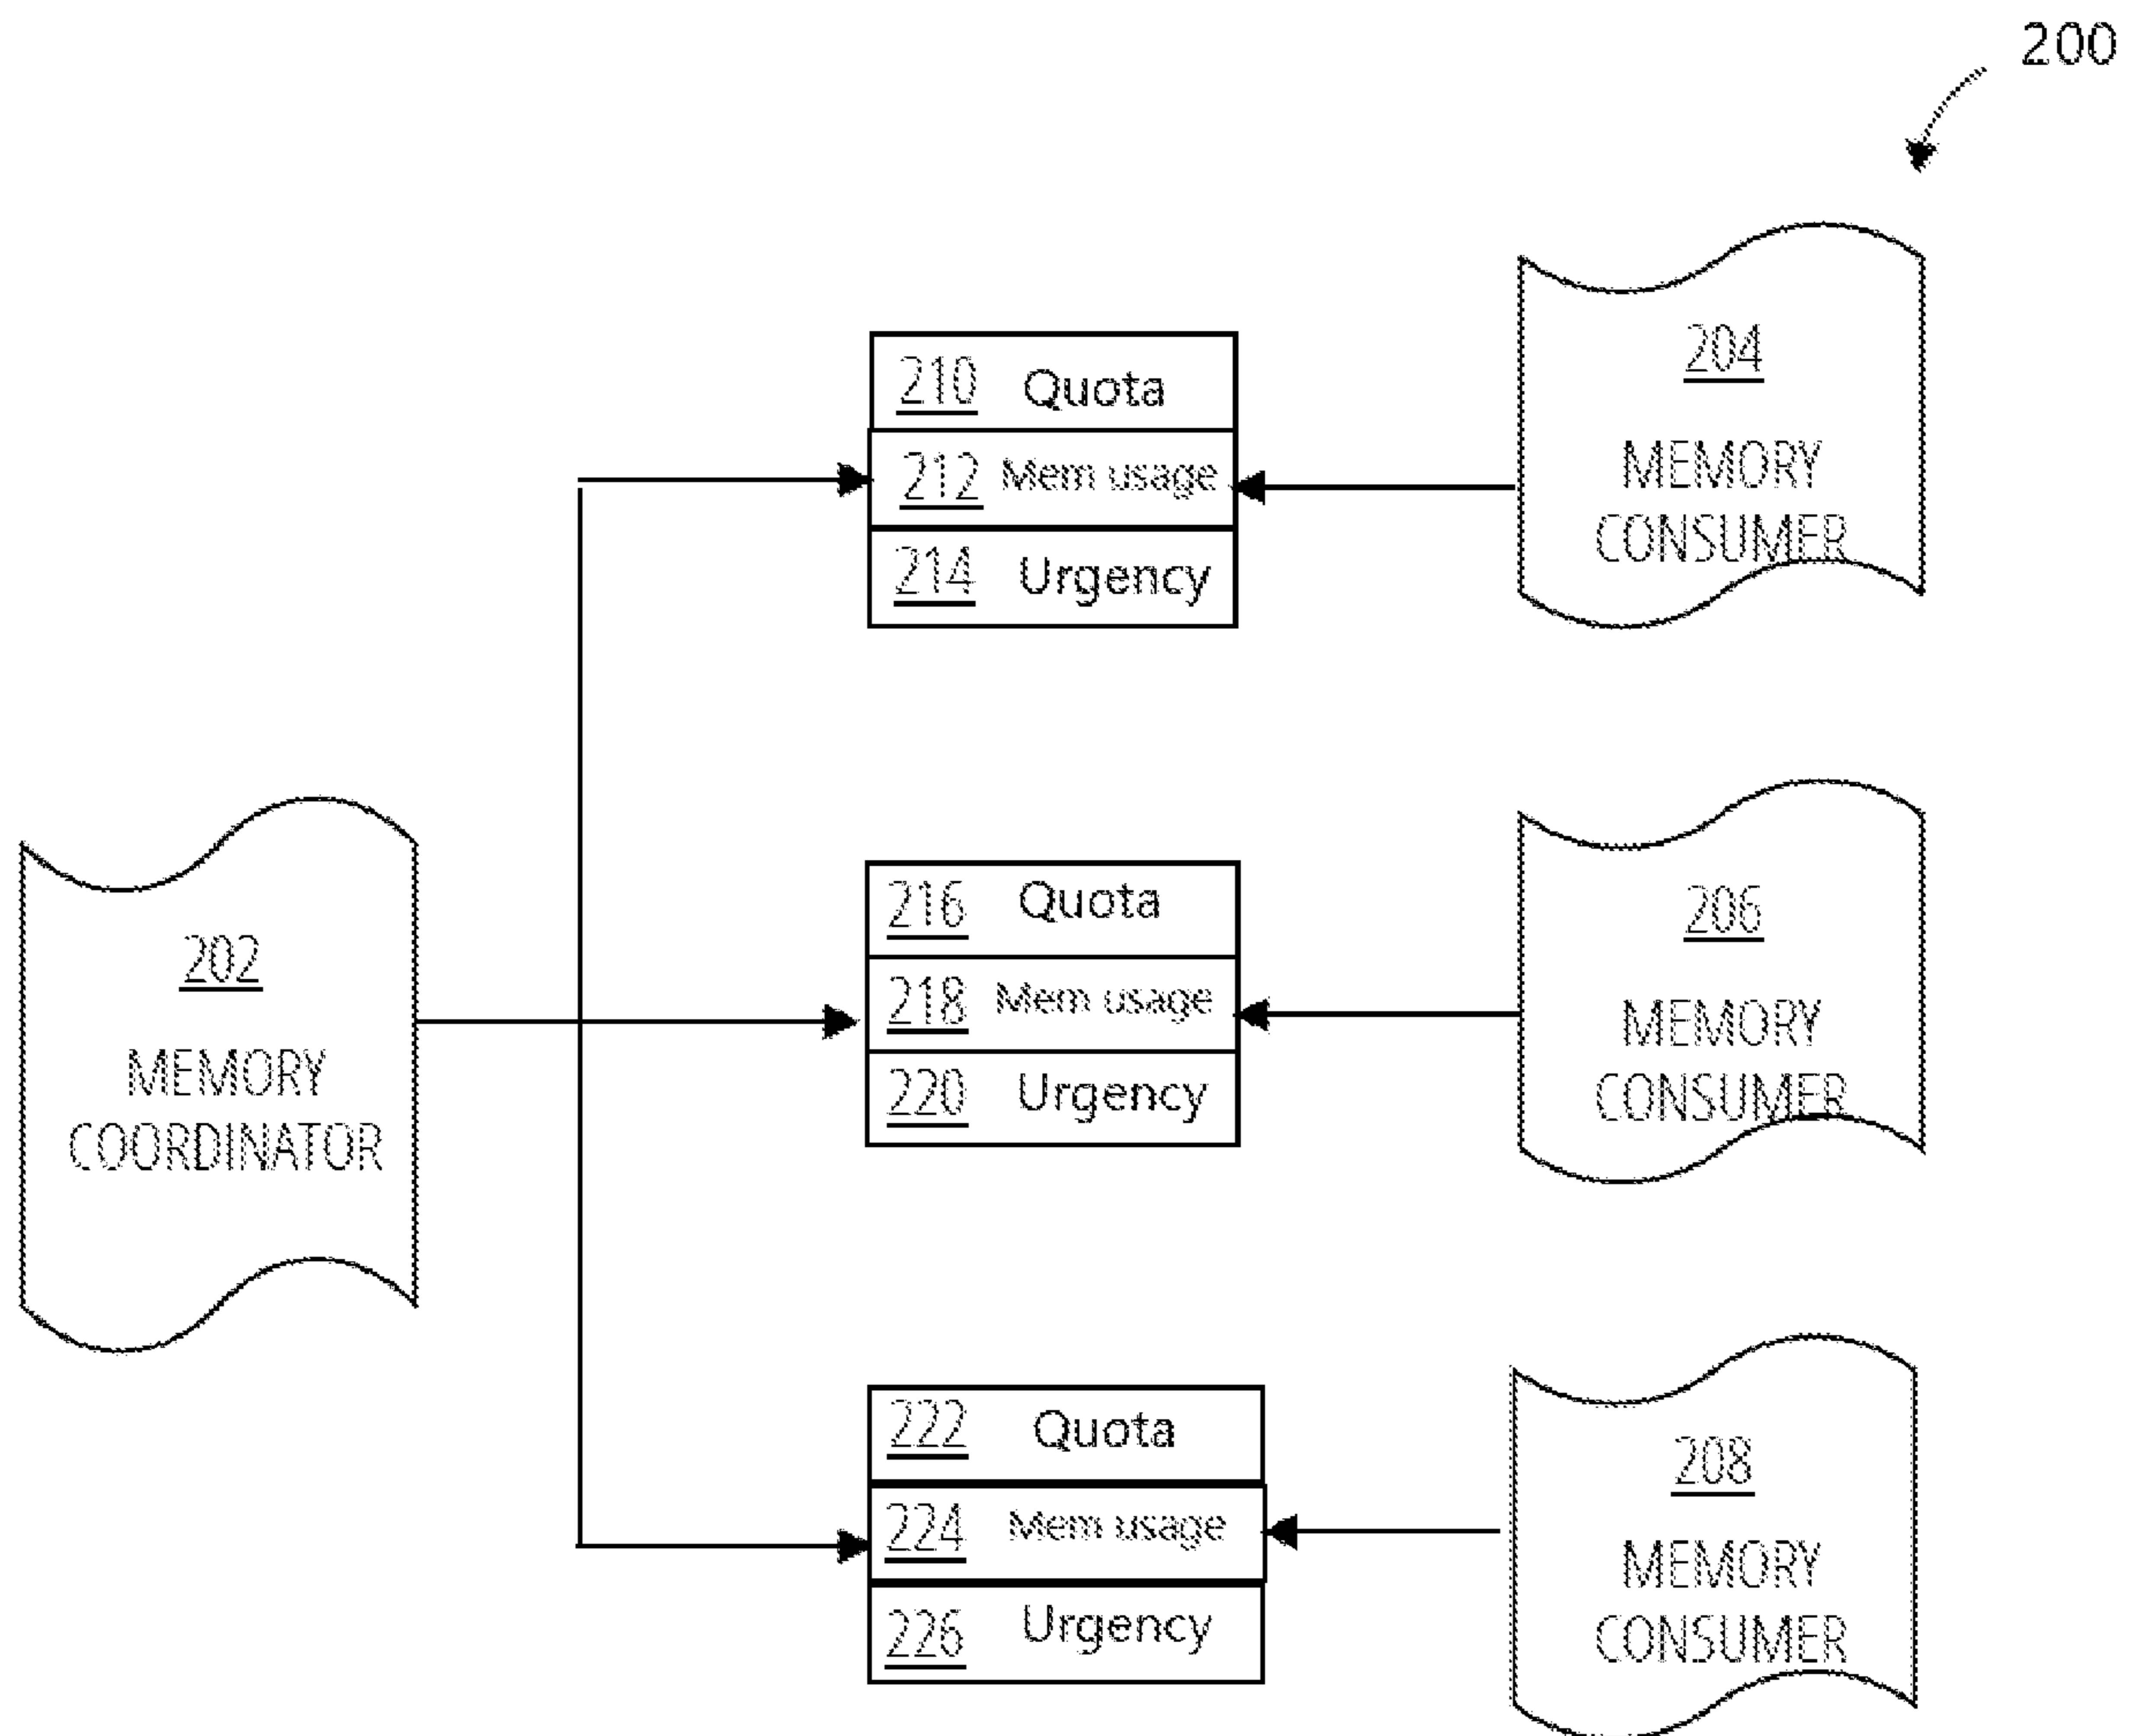 200
204
MEMORY
CONSUMER
210 Quota
212 Mem usage
214 Urgency
206
MEMORY
CONSUMER
216 Quota
218 Mem usage
220 Urgency
202
MEMORY
COORDINATOR
208
MEMORY
CONSUMER
222 Quota
224 Mem usage
226 Urgency